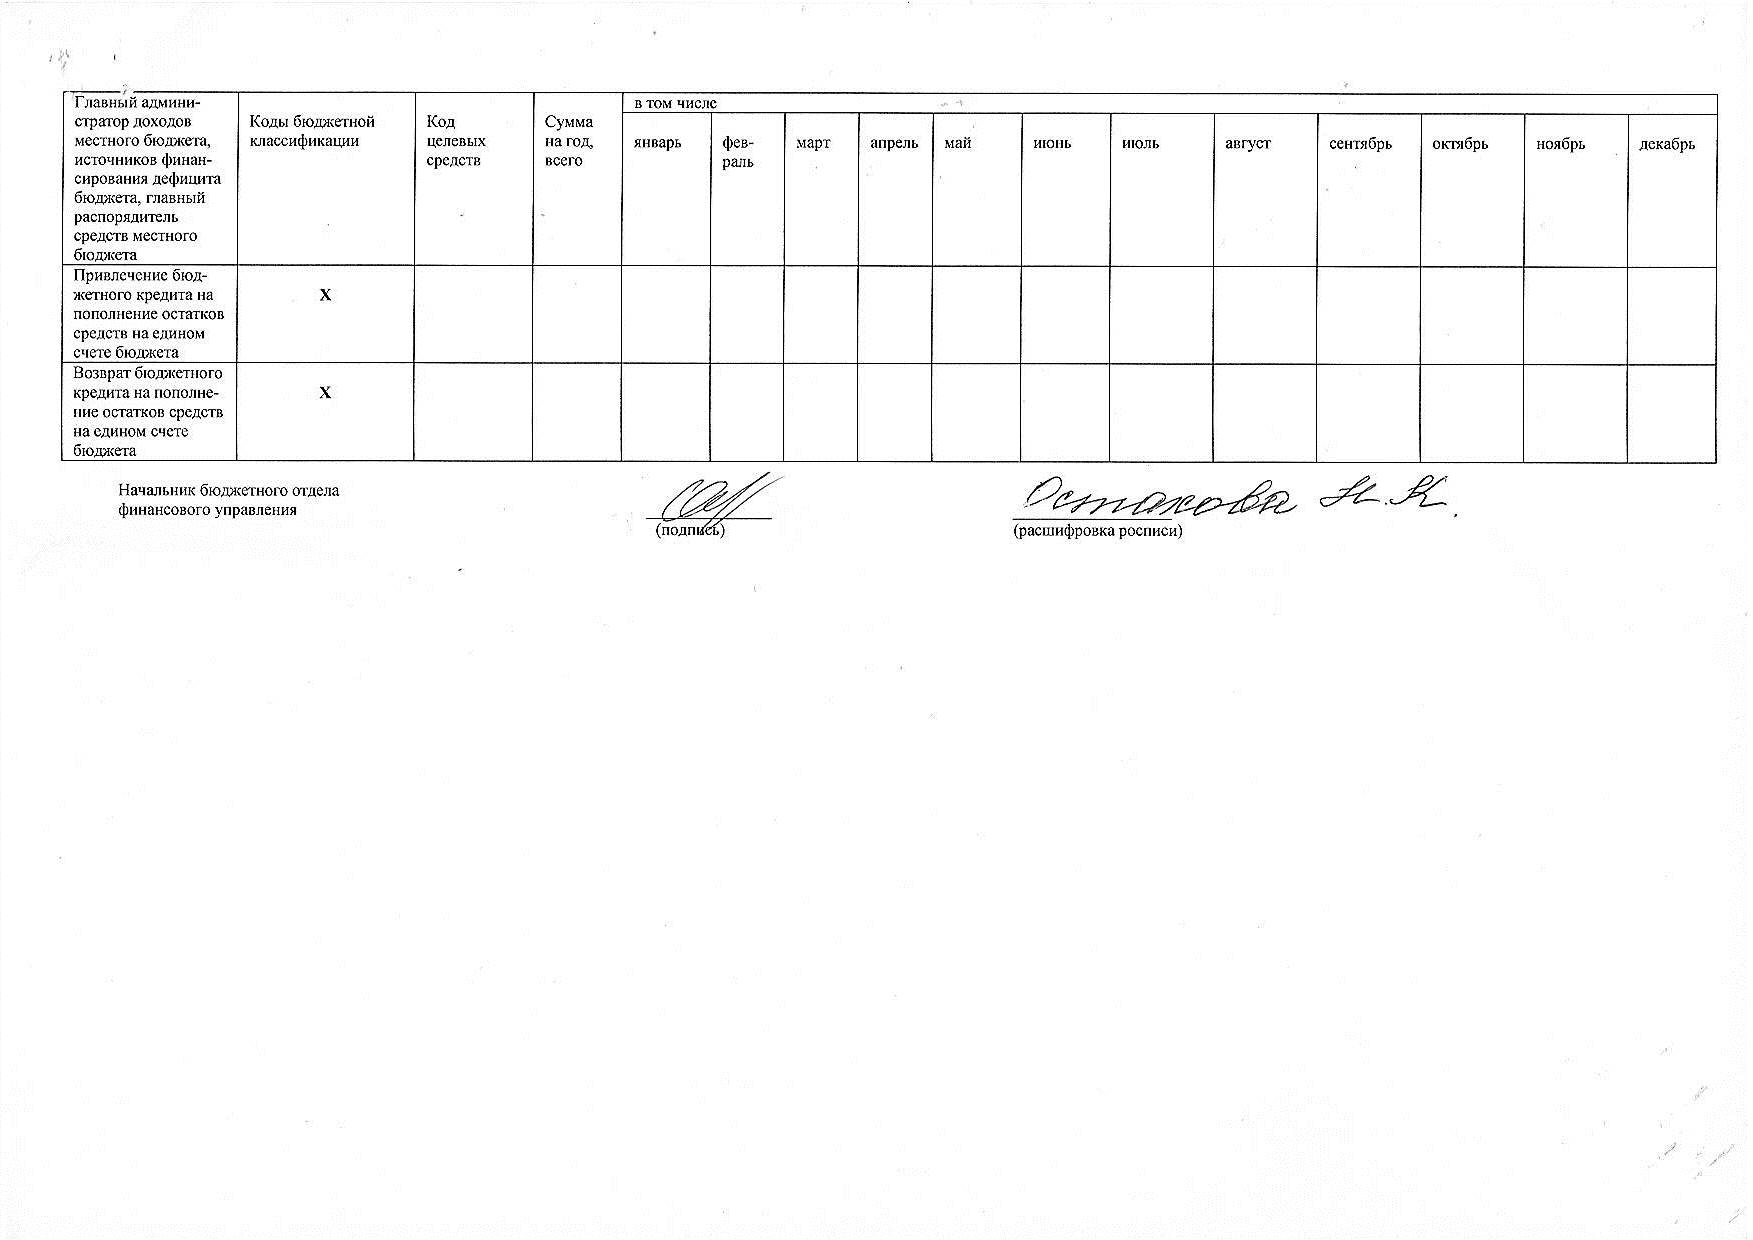 Главный админи-
стратор доходов
местного бюджета,
источников финан-
сирования дефицита
бюджета, главный
распорядитель
средств местного
бюджета
Коды бюджетной
классификации
Код
целевых
средств
Сумма
на год,
всего
в том числе
январь
фев-
раль
март
апрель
май
июнь
июль
август
сентябрь
октябрь
ноябрь
декабрь
Привлечение бюд-
жетного кредита на
пополнение остатков
средств на едином
счете бюджета
Х
Возврат бюджетного
кредита на пополне-
ние остатков средств
на едином счете
бюджета
Х
Начальник бюджетного отдела
финансового управления
(подпись)
Остахова Н.К.
(расшифровка росписи)